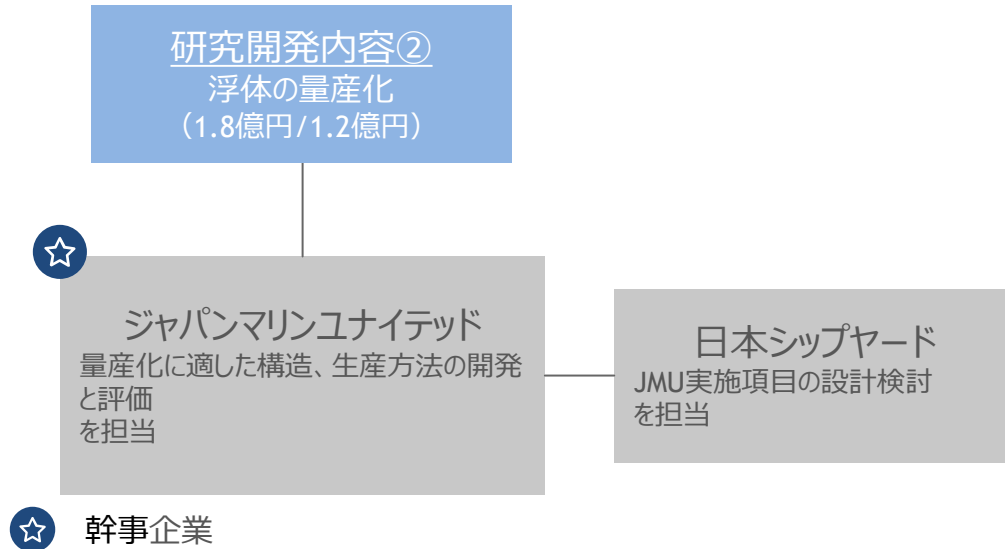 研究開発内容②
浮体の量産化
（1.8億円/1.2億円）
ジャパンマリンユナイテッド
量産化に適した構造、生産方法の開発
と評価
を担当
日本シップヤード
JMU実施項目の設計検討
を担当
幹事企業